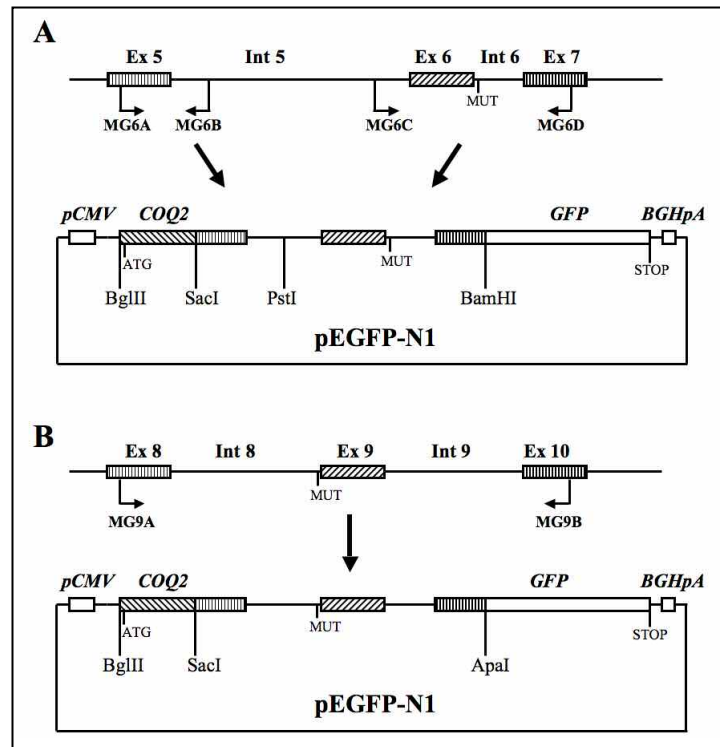 A
Ex 5 Int 5 Ex 6 Int 6 Ex 7
MUT
MG6A MG6B MG6C MG6D
pCMV COQ2 GFP BGHpA
ATG MUT STOP
BglII SacI PstI BamHI
pEGFP-N1
B
Ex 8 Int 8 Ex 9 Int 9 Ex 10
MUT
MG9A MG9B
pCMV COQ2 GFP BGHpA
ATG MUT STOP
BglII SacI ApaI
pEGFP-N1